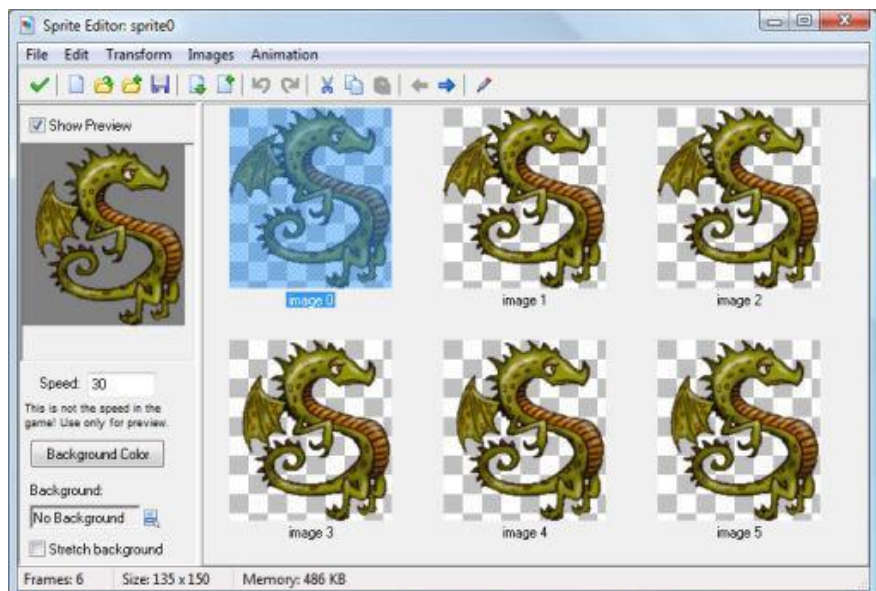 Sprite Editor: sprite0
File Edit Transform Images Animation
Show Preview
image 0
image 1
image 2
image 3
image 4
image 5
Speed: 30
This is not the speed in the
game! Use only for preview.
Background Color
Background:
No Background
Stretch background
Frames: 6 Size: 135 x 150 Memory: 486 KB